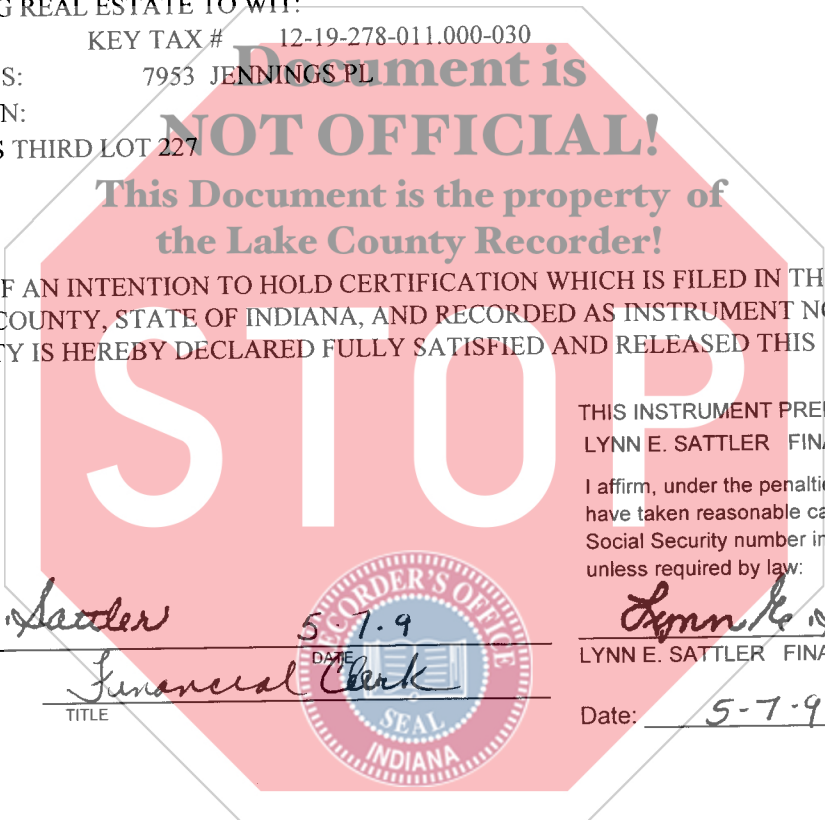 G REAL ESTATE TO WIT:
KEY TAX # 12-19-278-011.000-030
S: 7953 JENNINGS PL
N:
S THIRD LOT 227
Document is
NOT OFFICIAL!
This Document is the property of
the Lake County Recorder!
F AN INTENTION TO HOLD CERTIFICATION WHICH IS FILED IN TH
COUNTY, STATE OF INDIANA, AND RECORDED AS INSTRUMENT NO
TY IS HEREBY DECLARED FULLY SATISFIED AND RELEASED THIS
STOP
THIS INSTRUMENT PREP
LYNN E. SATTLER FINA
I affirm, under the penaltie
have taken reasonable ca
Social Security number in
unless required by law:
Sattler 5-7-9
DATE
Financial Clerk
TITLE
Lynn E. S
LYNN E. SATTLER FINA
Date: 5-7-9
RECORDER'S OFFICE
SEAL
INDIANA